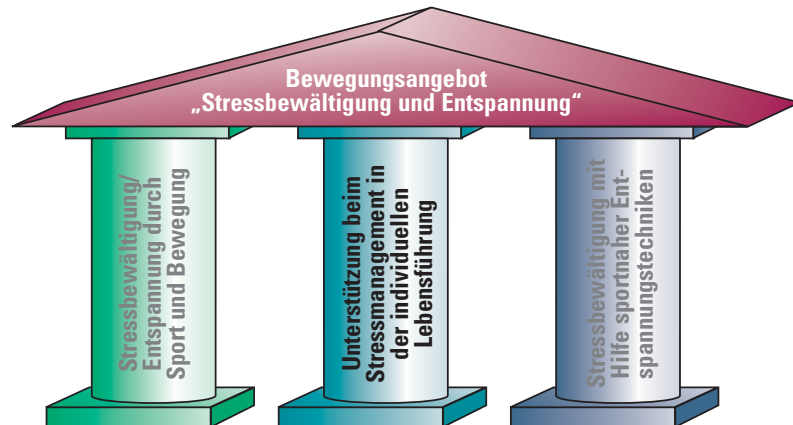 Bewegungsangebot
„Stressbewältigung und Entspannung“
Stressbewältigung/
Entspannung durch
Sport und Bewegung
Unterstützung beim
Stressmanagement in
der individuellen
Lebensführung
Stressbewältigung mit
Hilfe sportnaher Ent-
spannungstechniken